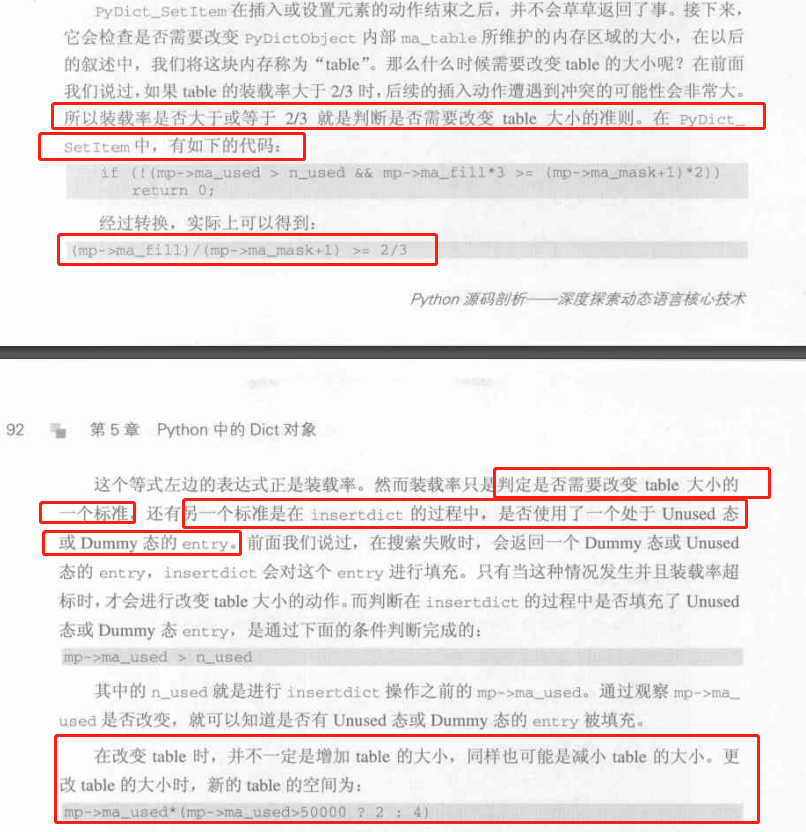 PyDict_SetItem 在插入或设置元素的动作结束之后，并不会草草返回了事。接下来，
它会检查是否需要改变 PyDictObject 内部 ma_table 所维护的内存区域的大小，在以后
的叙述中，我们将这块内存称为“table”。那么什么时候需要改变 table 的大小呢？在前面
我们说过，如果 table 的装载率大于 2/3 时，后续的插入动作遭遇到冲突的可能性会非常大。
所以装载率是否大于或等于 2/3 就是判断是否需要改变 table 大小的准则。在 PyDict_
SetItem 中，有如下的代码：
if (!(mp->ma_used > n_used && mp->ma_fill*3 >= (mp->ma_mask+1)*2))
return 0;
经过转换，实际上可以得到：
(mp->ma_fill)/(mp->ma_mask+1) >= 2/3
Python 源码剖析——深度探索动态语言核心技术
92 第 5 章 Python 中的 Dict 对象
这个等式左边的表达式正是装载率。然而装载率只是判定是否需要改变 table 大小的
一个标准，还有另一个标准是在 insertdict 的过程中，是否使用了一个处于 Unused 态
或 Dummy 态的 entry。前面我们说过，在搜索失败时，会返回一个 Dummy 态或 Unused
态的 entry，insertdict 会对这个 entry 进行填充。只有当这种情况发生并且装载率超
标时，才会进行改变 table 大小的动作。而判断在 insertdict 的过程中是否填充了 Unused
态或 Dummy 态 entry，是通过下面的条件判断完成的：
mp->ma_used > n_used
其中的 n_used 就是进行 insertdict 操作之前的 mp->ma_used。通过观察 mp->ma_
used 是否改变，就可以知道是否有 Unused 态或 Dummy 态的 entry 被填充。
在改变 table 时，并不一定是增加 table 的大小，同样也可能是减小 table 的大小。更
改 table 的大小时，新的 table 的空间为：
mp->ma_used*(mp->ma_used>50000 ? 2 : 4)